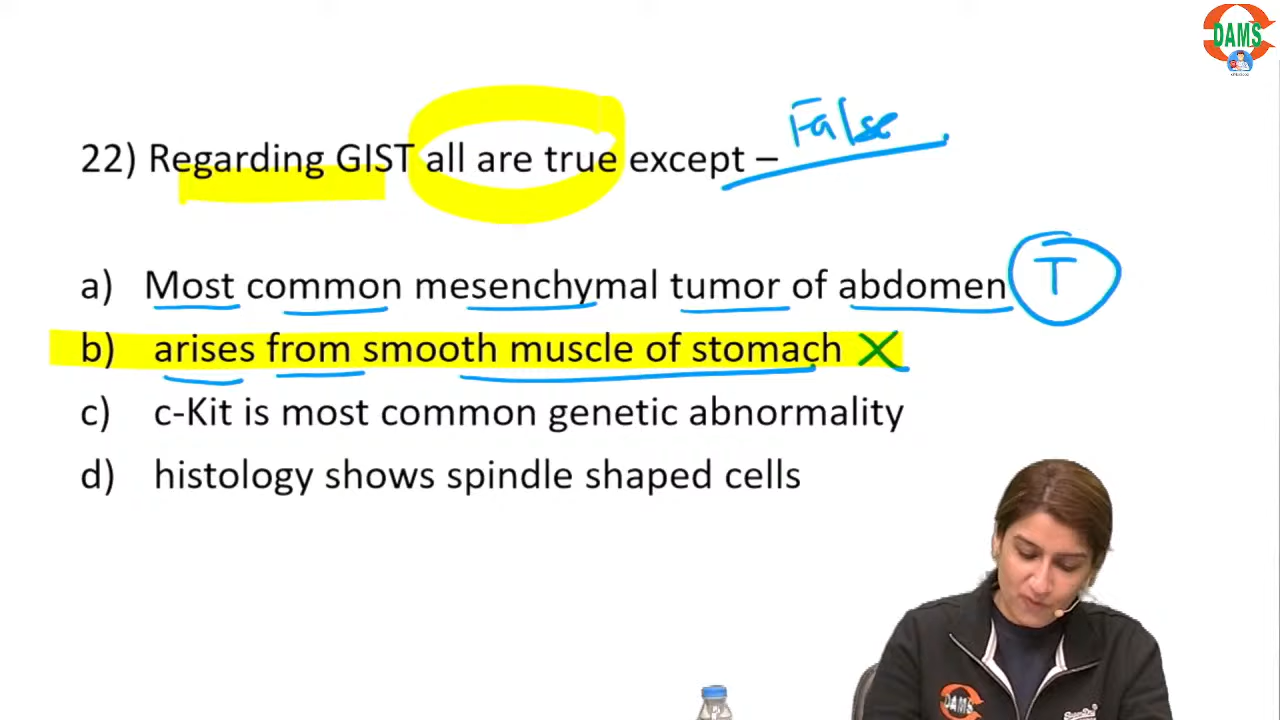 DAMS
False
22) Regarding GIST all are true except –
a) Most common mesenchymal tumor of abdomen T
b) arises from smooth muscle of stomach X
c) c-Kit is most common genetic abnormality
d) histology shows spindle shaped cells
DAMS